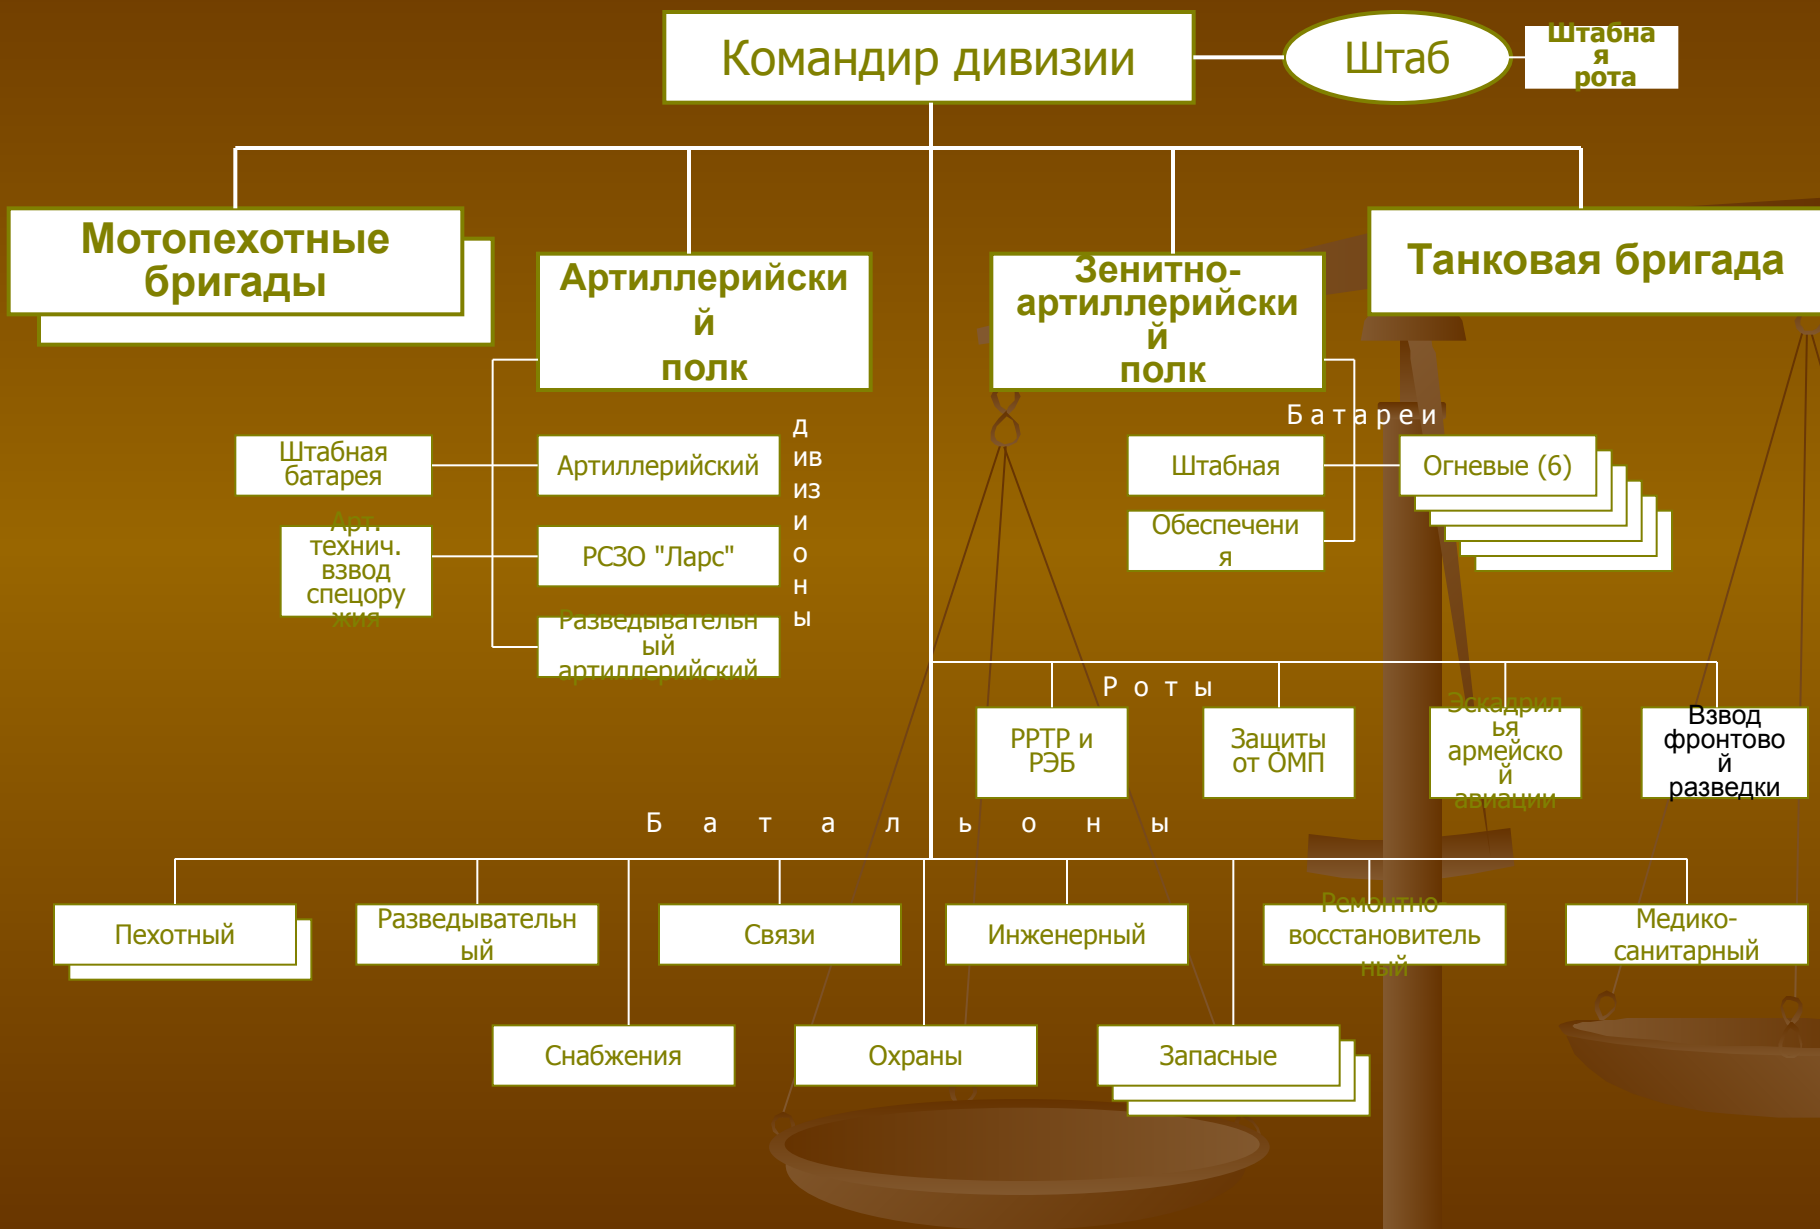 Командир дивизии
Штаб
Штабна
я
рота
Мотопехотные
бригады
Артиллерийски
й
полк
Зенитно-
артиллерийски
й
полк
Танковая бригада
Батареи
Штабная
батарея
Артиллерийский
д
ив
из
и
о
н
ы
Штабная
Огневые (6)
Арт.
технич.
взвод
спецору
жия
РСЗО "Ларс"
Обеспечени
я
Разведывательн
ый
артиллерийский
Роты
РРТР и
РЭБ
Защиты
от ОМП
Эскадрил
ья
армейско
й
авиации
Взвод
фронтово
й
разведки
Батальоны
Пехотный
Разведывательн
ый
Связи
Инженерный
Ремонтно-
восстановитель
ный
Медико-
санитарный
Снабжения
Охраны
Запасные